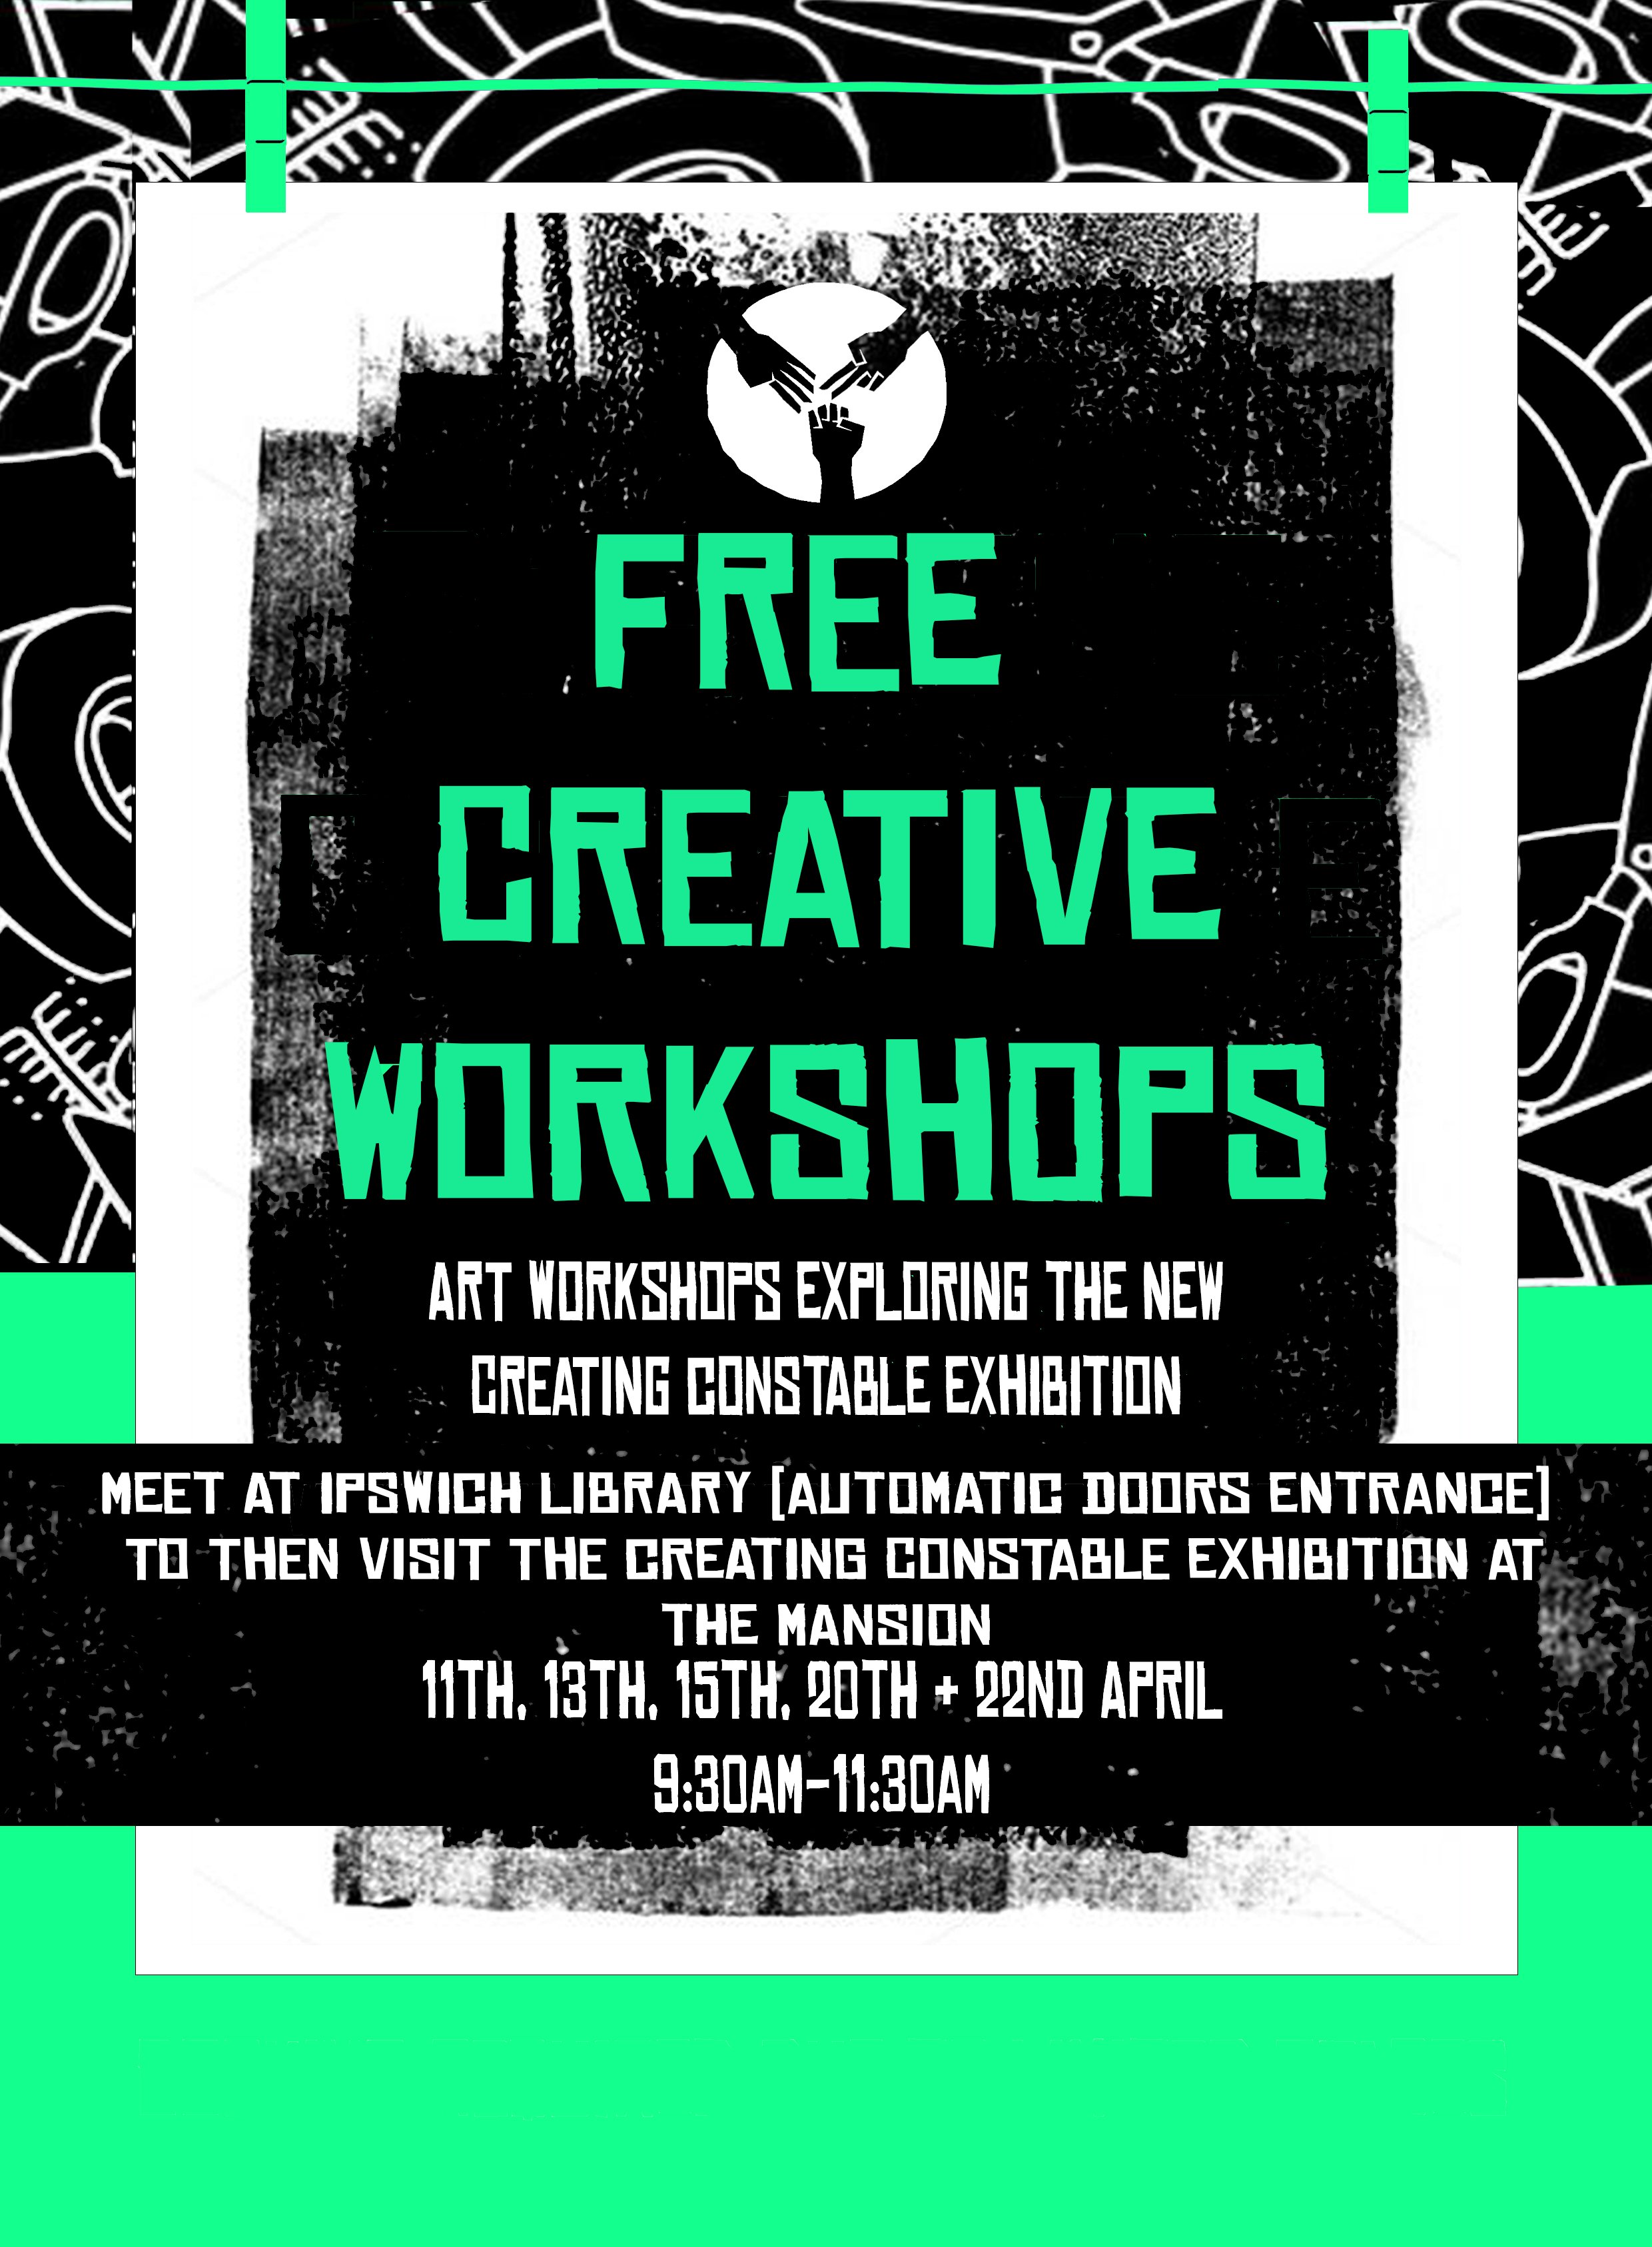 FREE
CREATIVE
WORKSHOPS
ART WORKSHOPS EXPLORING THE NEW
CREATING CONSTABLE EXHIBITION
MEET AT IPSWICH LIBRARY [AUTOMATIC DOORS ENTRANCE]
TO THEN VISIT THE CREATING CONSTABLE EXHIBITION AT
THE MANSION
11TH, 13TH, 15TH, 20TH + 22ND APRIL
9:30AM-11:30AM